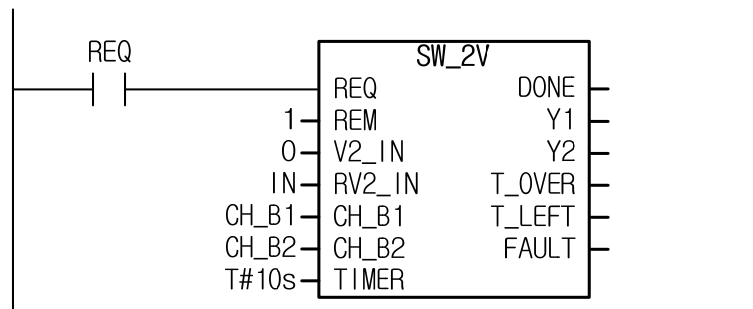 REQ
SW_2V
REQ DONE
1 REM Y1
0 V2_IN Y2
IN RV2_IN T_OVER
CH_B1 CH_B1 T_LEFT
CH_B2 CH_B2 FAULT
T#10s TIMER